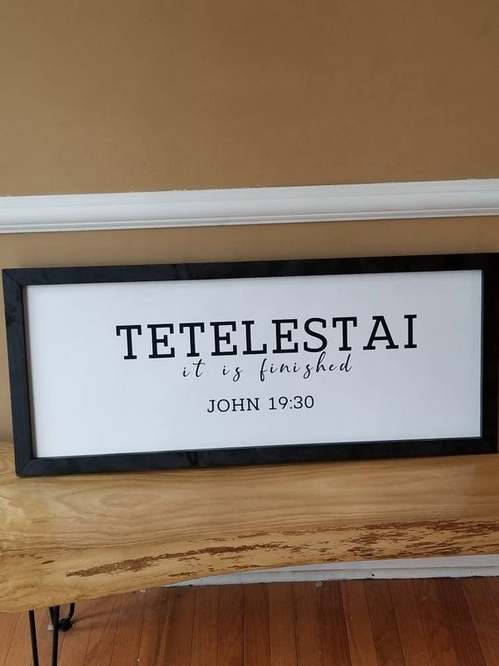 TETELESTAI
it is finished
JOHN 19:30